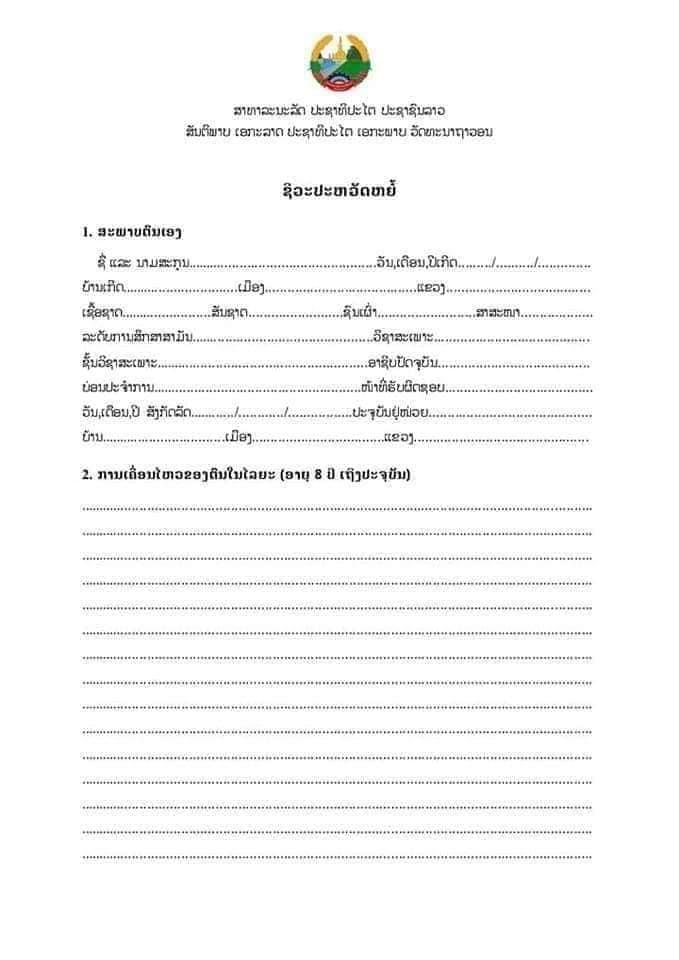 ສາທາລະນະລັດ ປະຊາທິປະໄຕ ປະຊາຊົນລາວ
ສັນຕິພາບ ເອກະລາດ ປະຊາທິປະໄຕ ເອກະພາບ ວັດທະນາຖາວອນ
ຊີວະປະຫວັດຫຍໍ້
1. ສະພາບຕົນເອງ
ຊື່ ແລະ ນາມສະກຸນ..................................................ວັນ,ເດືອນ,ປີເກີດ........./........../..............
ບ້ານເກີດ..............................ເມືອງ........................................ແຂວງ......................................
ເຊື້ອຊາດ.......................ສັນຊາດ.........................ຊົນເຜົ່າ..........................ສາສະໜາ...................
ລະດັບການສຶກສາສາມັນ................................................ວິຊາສະເພາະ.........................................
ຊັ້ນວິຊາສະເພາະ........................................................ອາຊີບປັດຈຸບັນ........................................
ບ່ອນປະຈຳການ.......................................................ໜ້າທີ່ຮັບຜິດຊອບ.......................................
ວັນ,ເດືອນ,ປີ ສັງກັດລັດ............/............/.................ປະຈຸບັນຢູ່ໜ່ວຍ...........................................
ບ້ານ................................ເມືອງ...................................ແຂວງ..............................................
2. ການເຄື່ອນໄຫວຂອງຕົນໃນໄລຍະ (ອາຍຸ 8 ປີ ເຖິງປະຈຸບັນ)